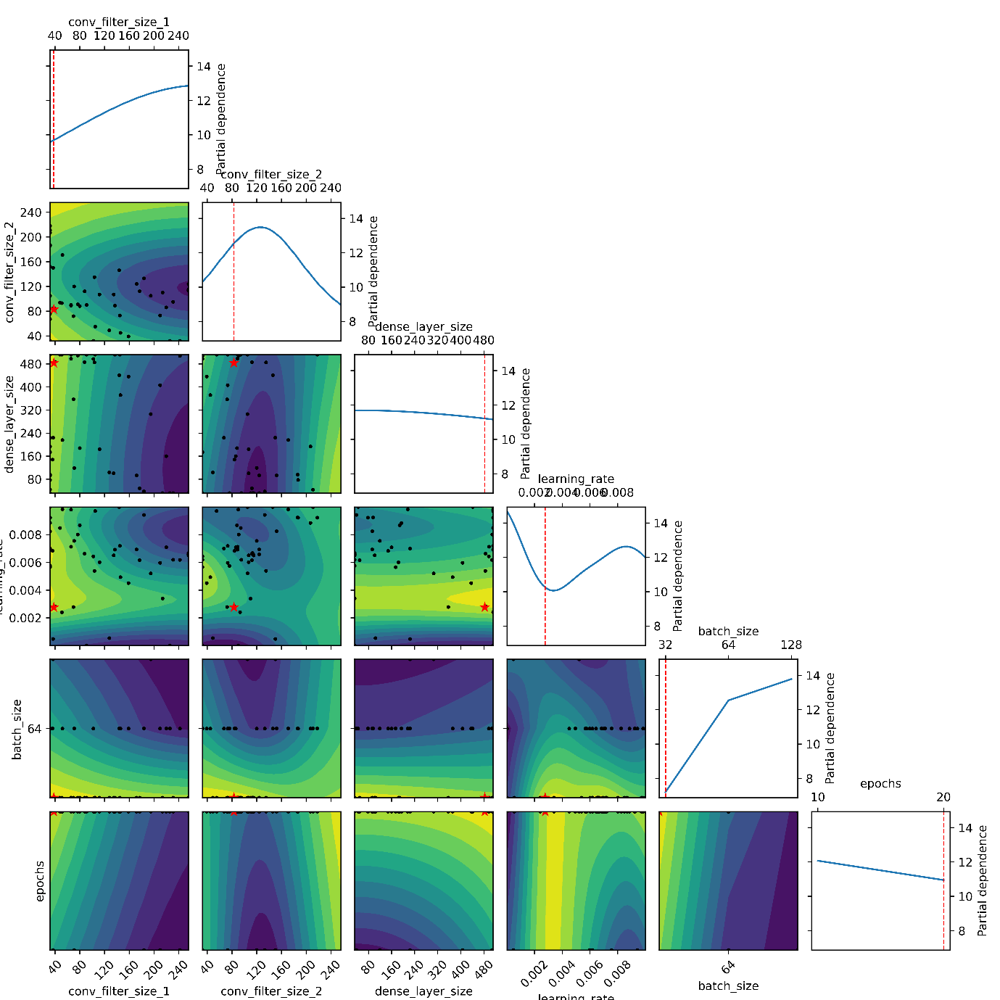 conv_filter_size_1
40 80 120 160 200 240
14
12
10
8
Partial dependence
conv_filter_size_2
40 80 120 160 200 240
240
200
160
120
80
40
conv_filter_size_2
14
12
10
8
Partial dependence
dense_layer_size
80 160 240 320 400 480
480
400
320
240
160
80
dense_layer_size
14
12
10
8
Partial dependence
learning_rate
0.002 0.004 0.006 0.008
0.008
0.006
0.004
0.002
learning_rate
14
12
10
8
Partial dependence
batch_size
32 64 128
64
batch_size
14
12
10
8
Partial dependence
epochs
10 20
epochs
14
12
10
8
Partial dependence
40 80 120 160 200 240
conv_filter_size_1
40 80 120 160 200 240
conv_filter_size_2
80 160 240 320 400 480
dense_layer_size
0.002 0.004 0.006 0.008
learning_rate
64
batch_size